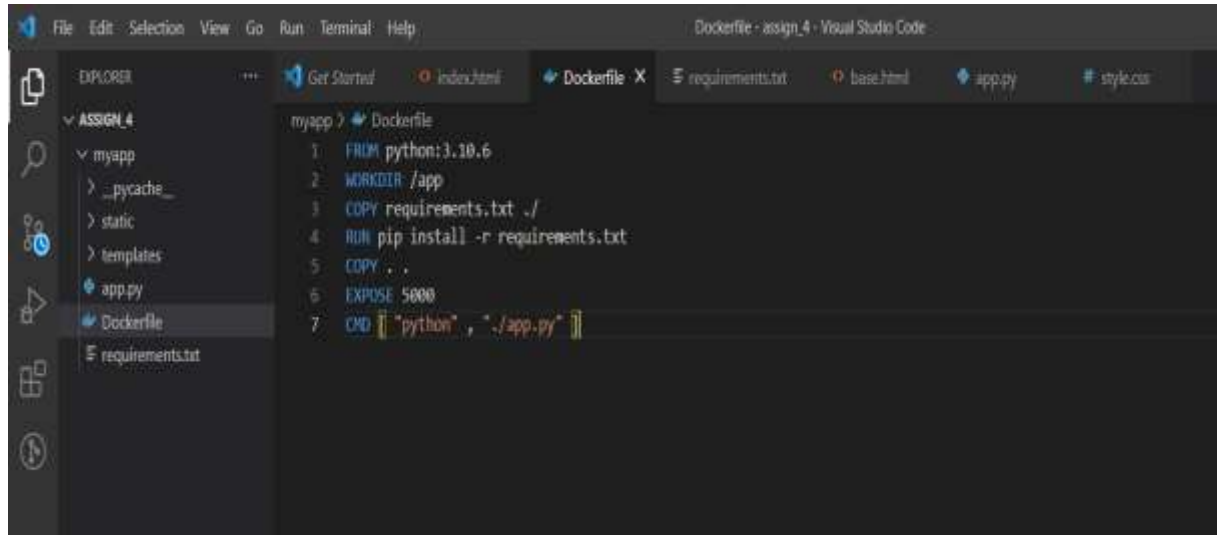 File Edit Selection View Go Run Terminal Help
Dockerfile - assign_4 - Visual Studio Code
EXPLORER ...
Get Started
index.html
Dockerfile X
requirements.txt
base.html
app.py
# style.css
ASSIGN_4
myapp
__pycache__
static
templates
app.py
Dockerfile
requirements.txt
myapp > Dockerfile
1 FROM python:3.10.6
2 WORKDIR /app
3 COPY requirements.txt ./
4 RUN pip install -r requirements.txt
5 COPY . .
6 EXPOSE 5000
7 CMD [ "python" , "./app.py" ]